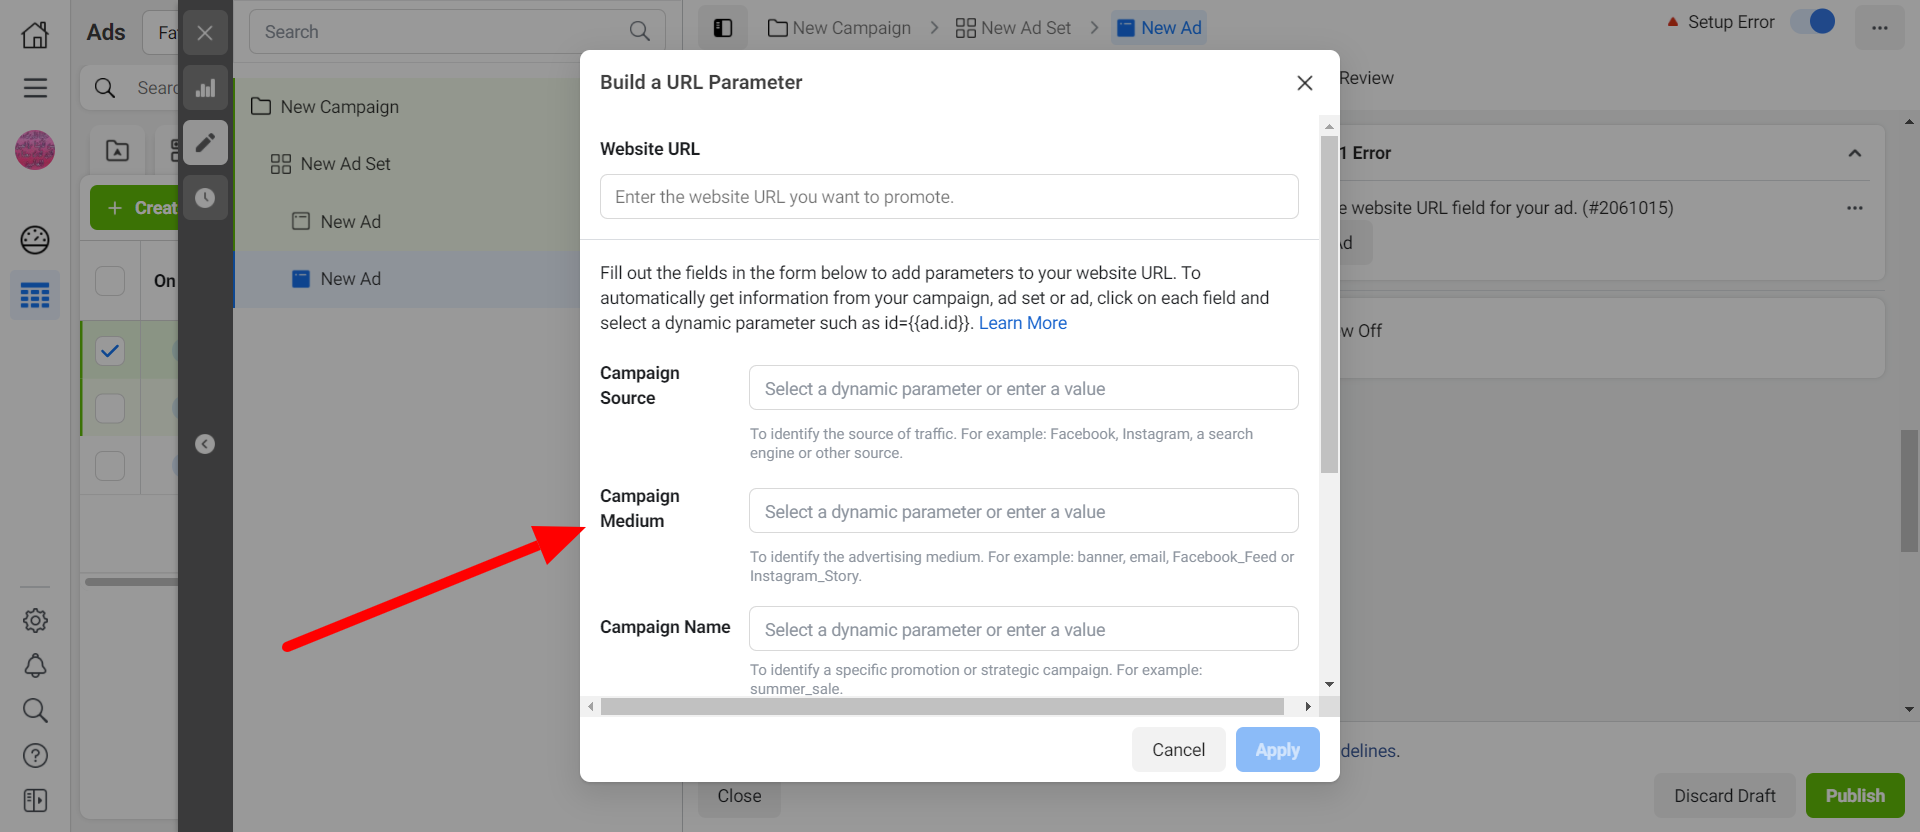 Ads
Search
New Campaign
New Ad Set
New Ad
Setup Error
Review
New Campaign
New Ad Set
New Ad
New Ad
On
Build a URL Parameter
Website URL
Enter the website URL you want to promote.
Fill out the fields in the form below to add parameters to your website URL. To
automatically get information from your campaign, ad set or ad, click on each field and
select a dynamic parameter such as id={{ad.id}}. Learn More
Campaign
Source
Select a dynamic parameter or enter a value
To identify the source of traffic. For example: Facebook, Instagram, a search
engine or other source.
Campaign
Medium
Select a dynamic parameter or enter a value
To identify the advertising medium. For example: banner, email, Facebook_Feed or
Instagram_Story.
Campaign Name
Select a dynamic parameter or enter a value
To identify a specific promotion or strategic campaign. For example:
summer_sale.
Cancel
Apply
1 Error
website URL field for your ad. (#2061015)
Off
Close
Discard Draft
Publish